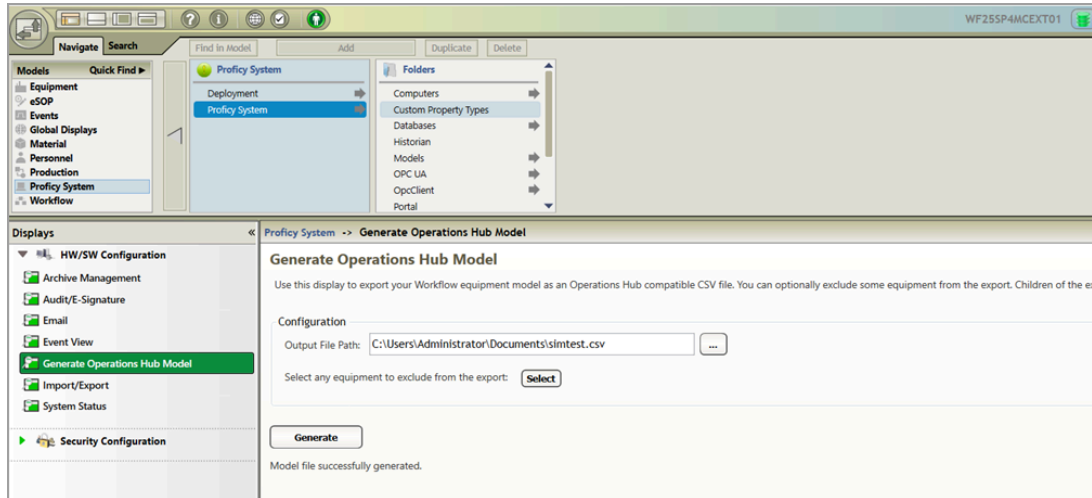 WF25SP4MCEXT01
Navigate Search
Find In Model Add Duplicate Delete
Models Quick Find
Equipment
eSOP
Events
Global Displays
Material
Personnel
Production
Proficy System
Workflow
Proficy System
Deployment
Proficy System
Folders
Computers
Custom Property Types
Databases
Historian
Models
OPC UA
OpcClient
Portal
Displays «
HW/SW Configuration
Archive Management
Audit/E-Signature
Email
Event View
Generate Operations Hub Model
Import/Export
System Status
Security Configuration
Proficy System -> Generate Operations Hub Model
Generate Operations Hub Model
Use this display to export your Workflow equipment model as an Operations Hub compatible CSV file. You can optionally exclude some equipment from the export. Children of the
Configuration
Output File Path: C:\Users\Administrator\Documents\simtest.csv ...
Select any equipment to exclude from the export: Select
Generate
Model file successfully generated.